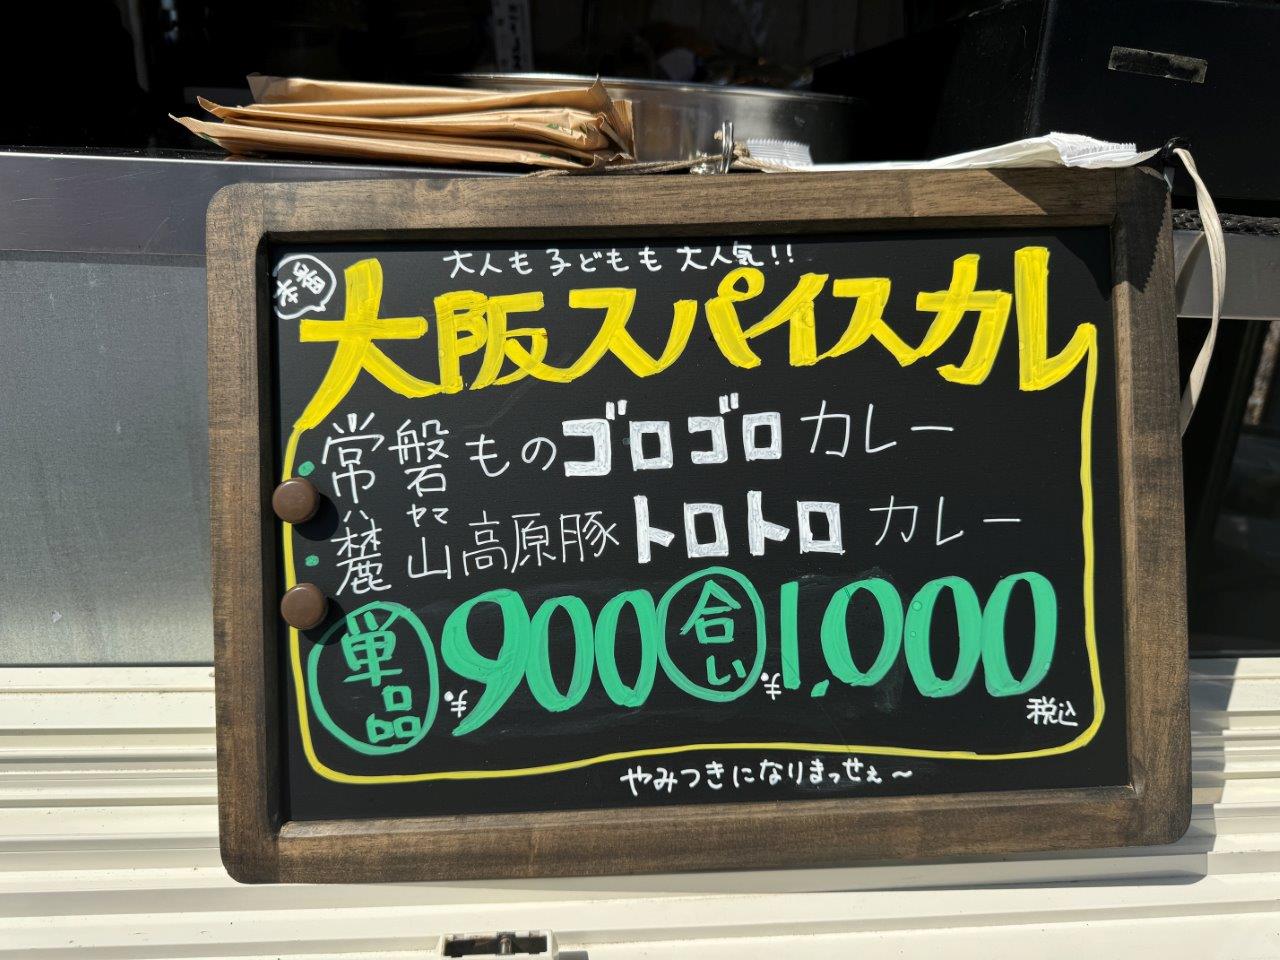 大人も子どもも大人気!!
本番
大阪スパイスカレー
常磐ものゴロゴロカレー
ハヤマ
麓山高原豚トロトロカレー
単品 ¥900 合い ¥1.000
税込
やみつきになりまっせぇ〜